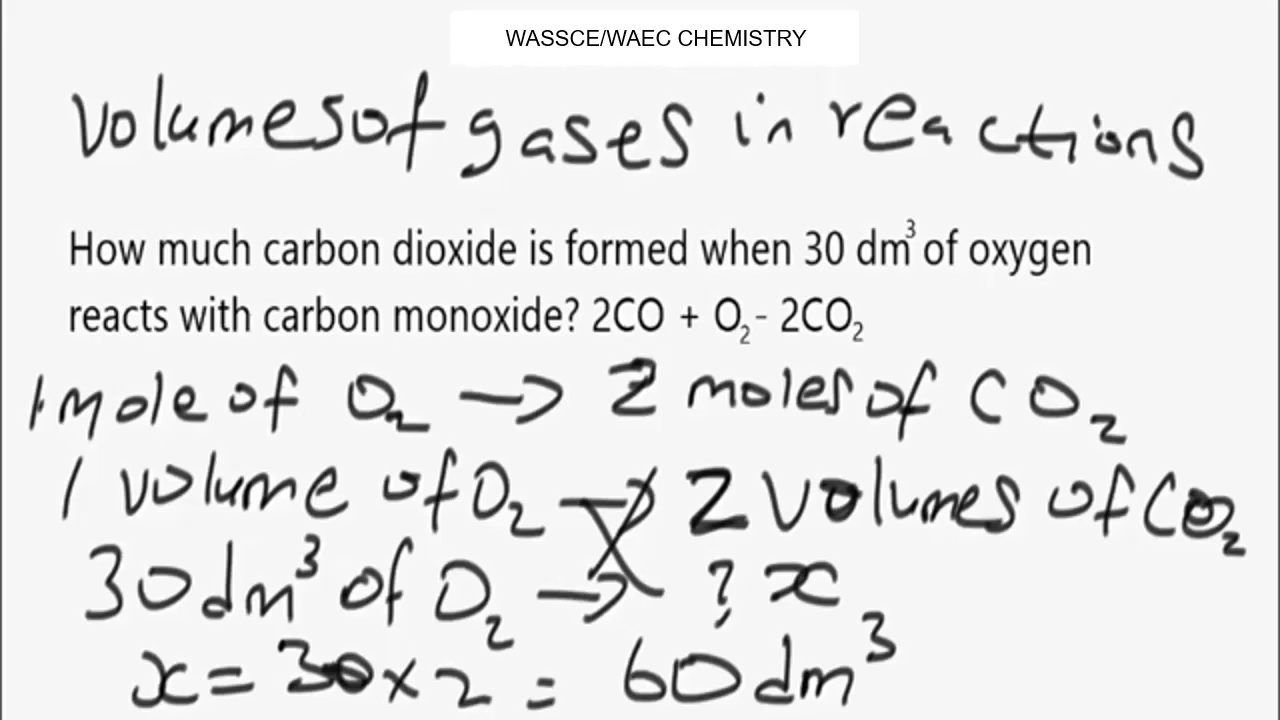 WASSCE/WAEC CHEMISTRY
Volumes of gases in reactions
How much carbon dioxide is formed when 30 dm³ of oxygen
reacts with carbon monoxide? 2CO + O₂ - 2CO₂
1 mole of O₂ → 2 moles of CO₂
1 volume of O₂ → 2 volumes of CO₂
30dm³ of O₂ → ? x
x = 30 × 2 = 60dm³